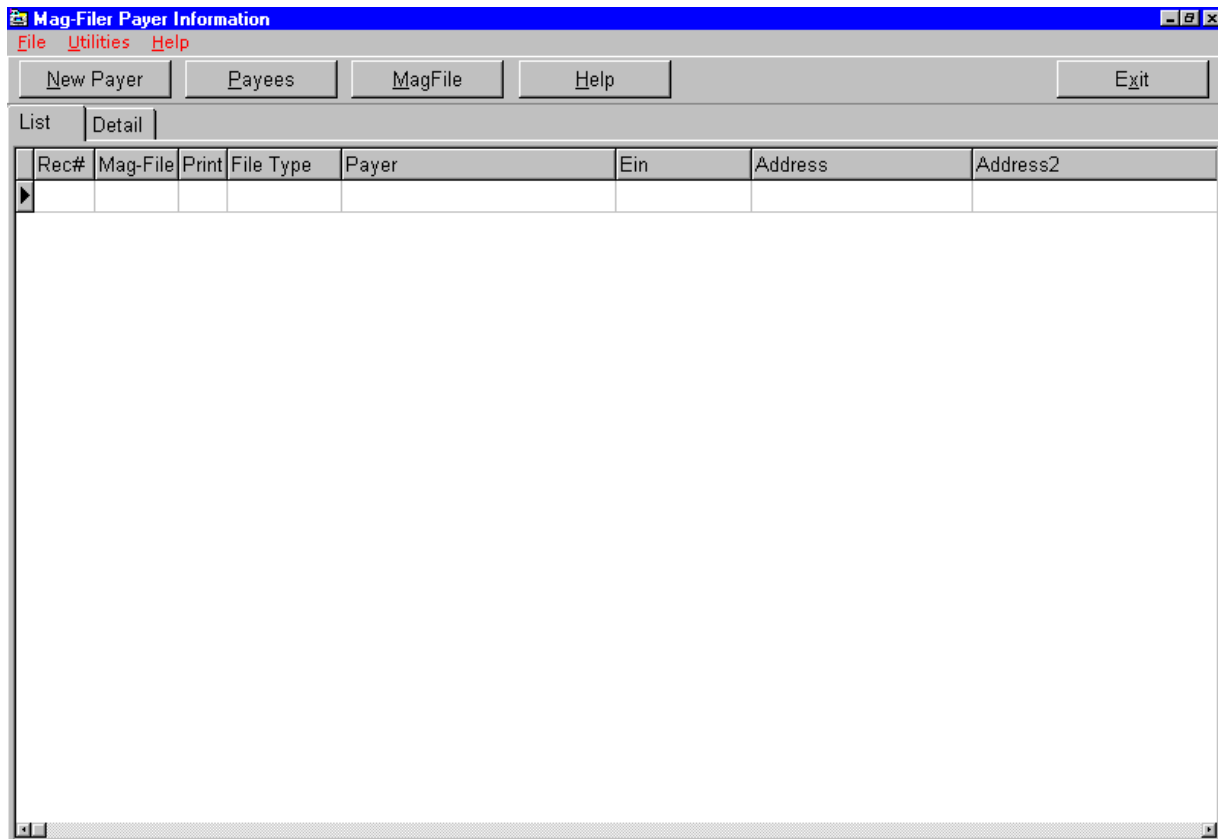 Mag-Filer Payer Information
File Utilities Help
New Payer Payees MagFile Help Exit
List Detail
Rec# Mag-File Print File Type Payer Ein Address Address2